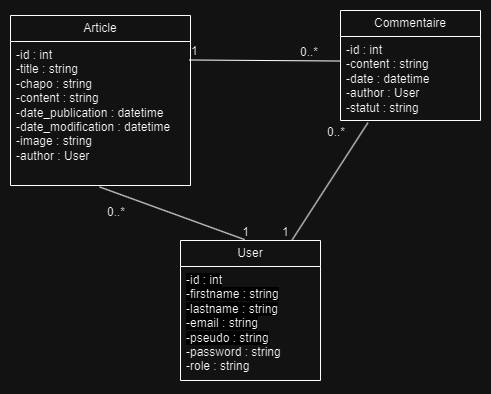 Article
-id : int
-title : string
-chapo : string
-content : string
-date_publication : datetime
-date_modification : datetime
-image : string
-author : User
1
0..*
Commentaire
-id : int
-content : string
-date : datetime
-author : User
-statut : string
0..*
0..*
1
1
User
-id : int
-firstname : string
-lastname : string
-email : string
-pseudo : string
-password : string
-role : string